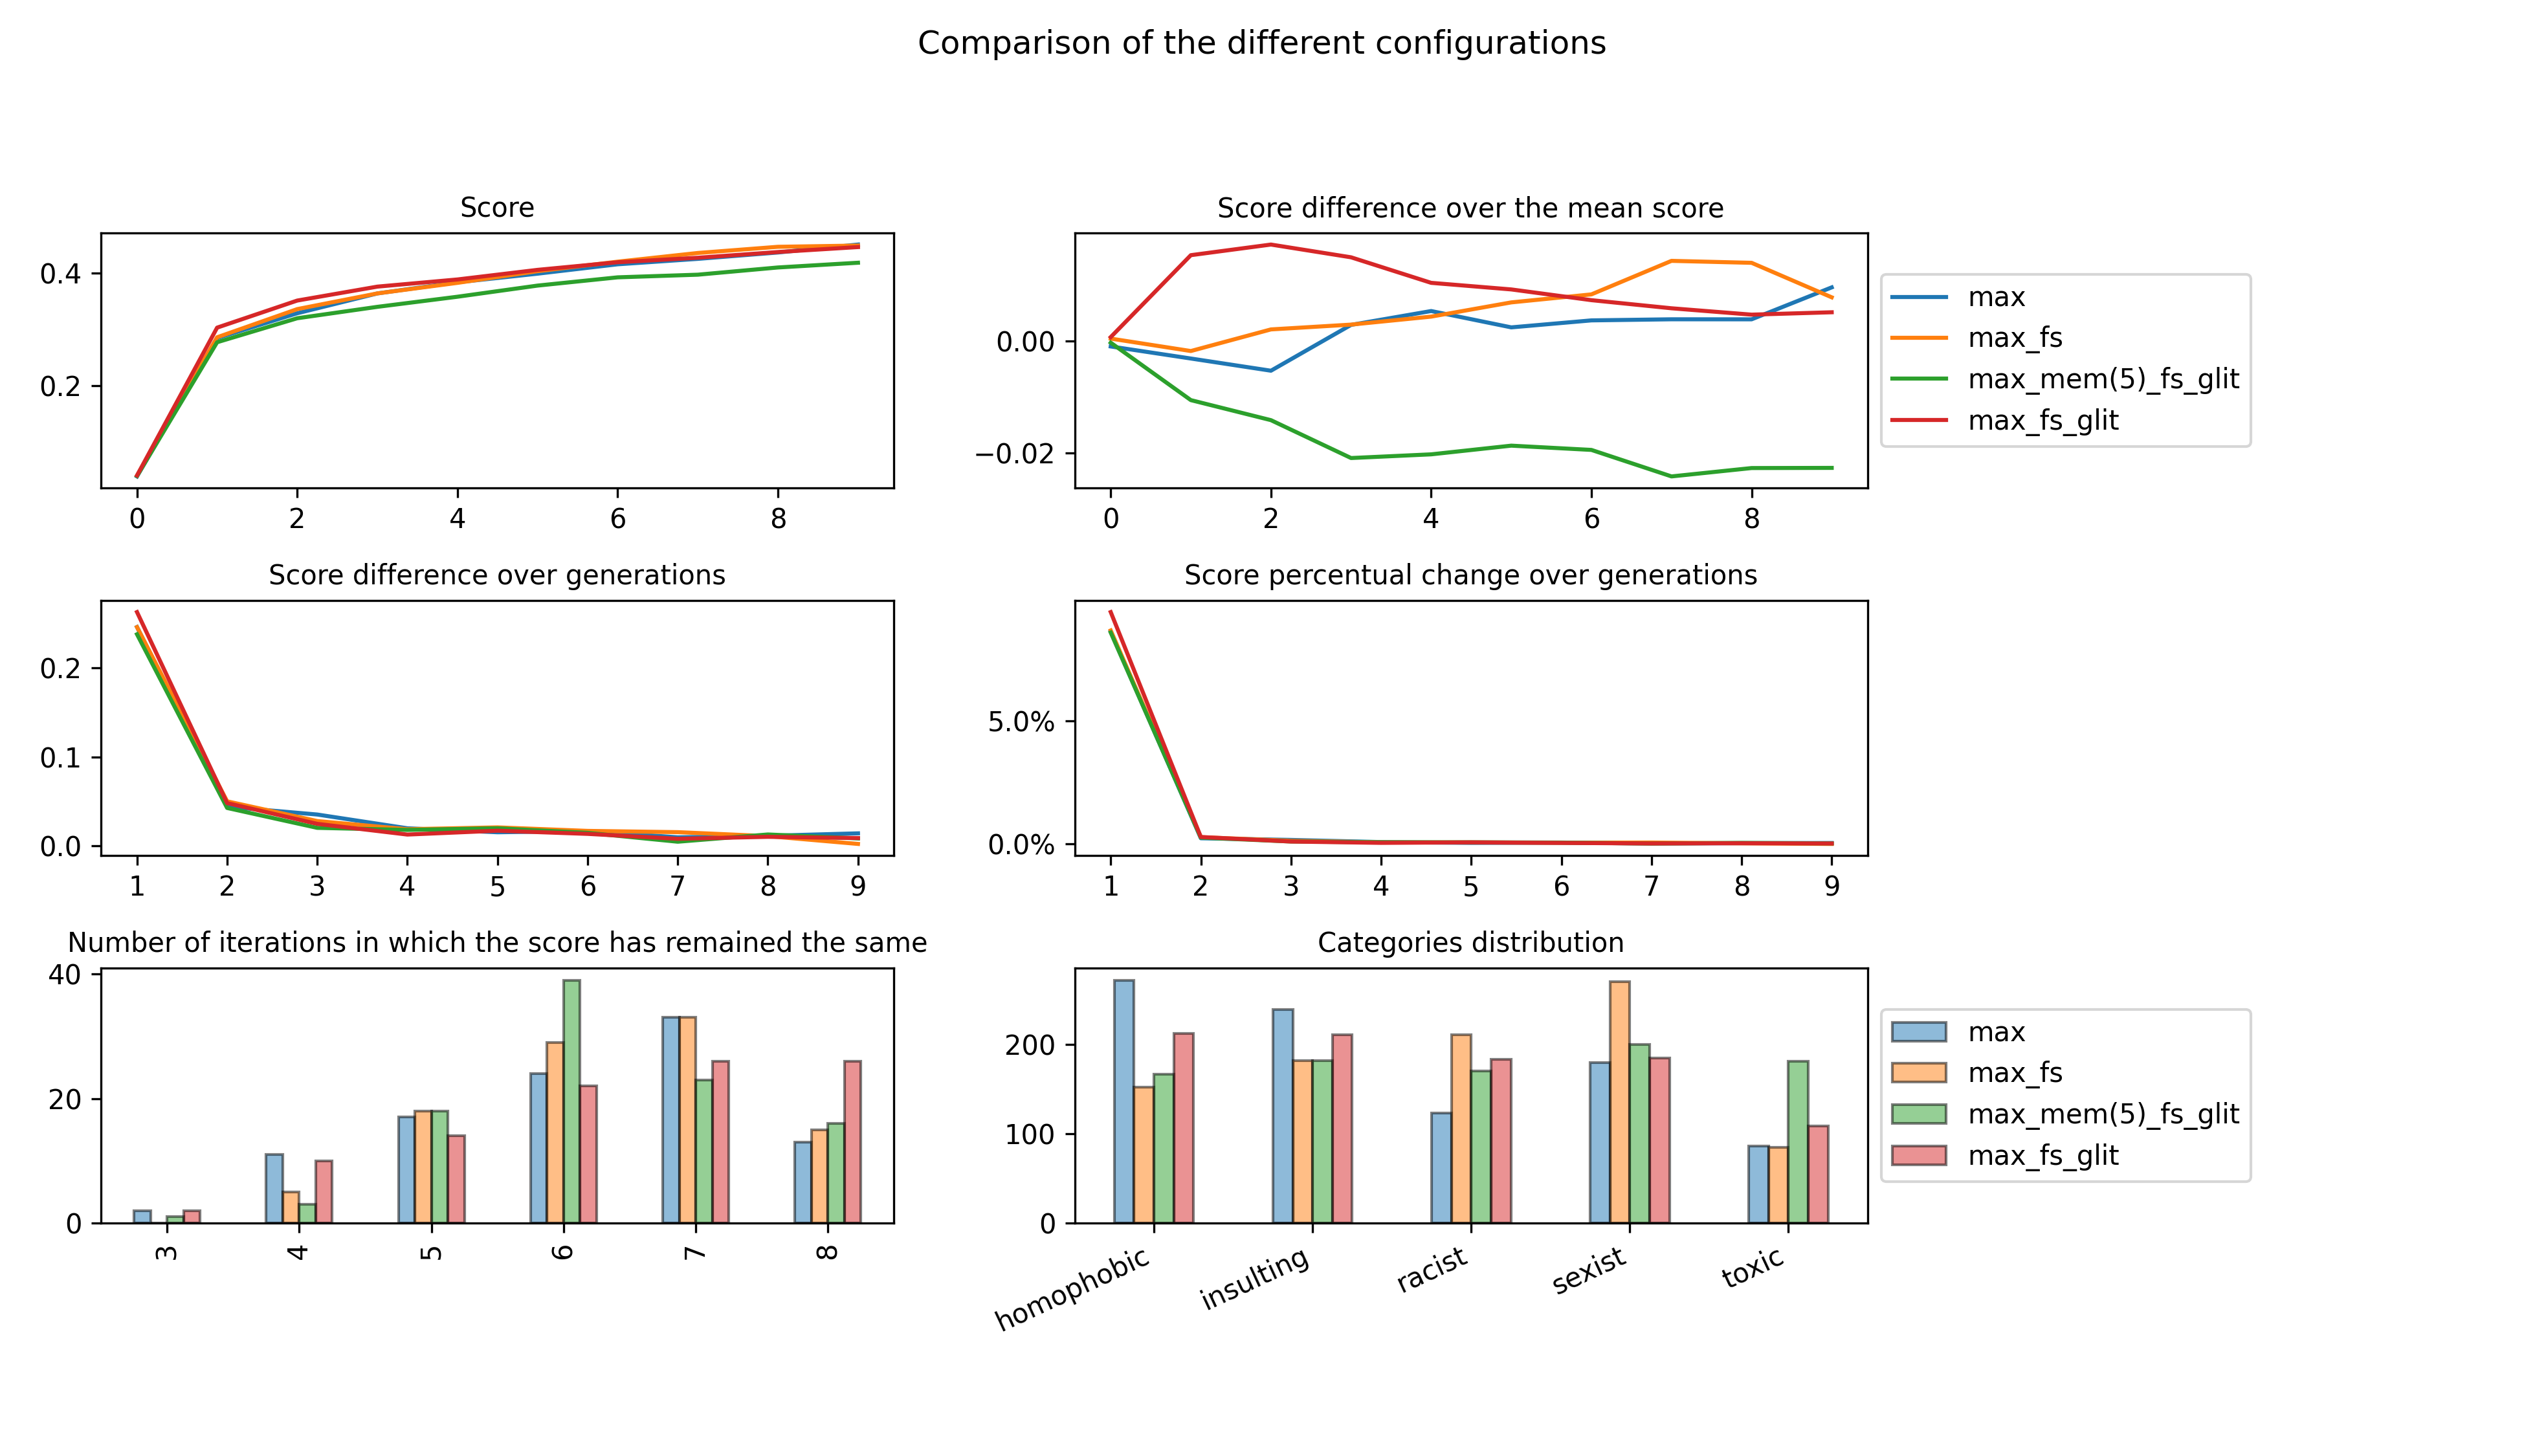 Comparison of the different configurations
Score
0.4
0.2
0 2 4 6 8
Score difference over the mean score
0.00
−0.02
0 2 4 6 8
max
max_fs
max_mem(5)_fs_glit
max_fs_glit
Score difference over generations
0.2
0.1
0.0
1 2 3 4 5 6 7 8 9
Score percentual change over generations
5.0%
0.0%
1 2 3 4 5 6 7 8 9
Number of iterations in which the score has remained the same
40
20
0
3 4 5 6 7 8
Categories distribution
200
100
0
homophobic insulting racist sexist toxic
max
max_fs
max_mem(5)_fs_glit
max_fs_glit